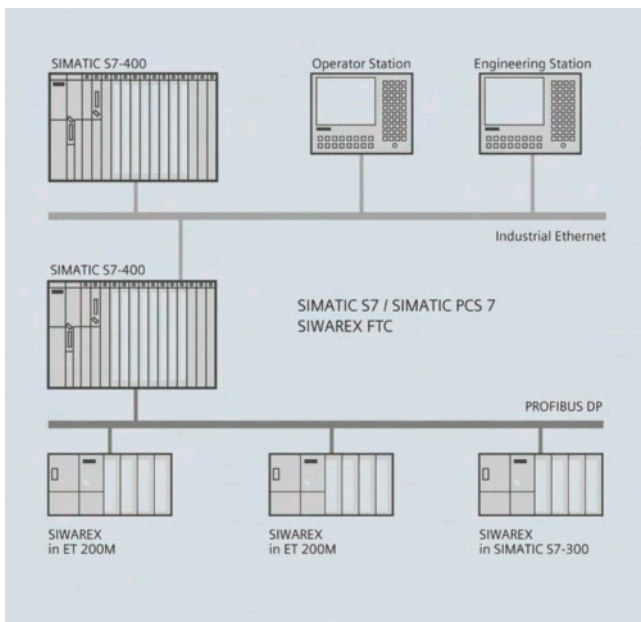 SIMATIC S7-400
Operator Station
Engineering Station
Industrial Ethernet
SIMATIC S7-400
SIMATIC S7 / SIMATIC PCS 7
SIWAREX FTC
PROFIBUS DP
SIWAREX
in ET 200M
SIWAREX
in ET 200M
SIWAREX
in SIMATIC S7-300